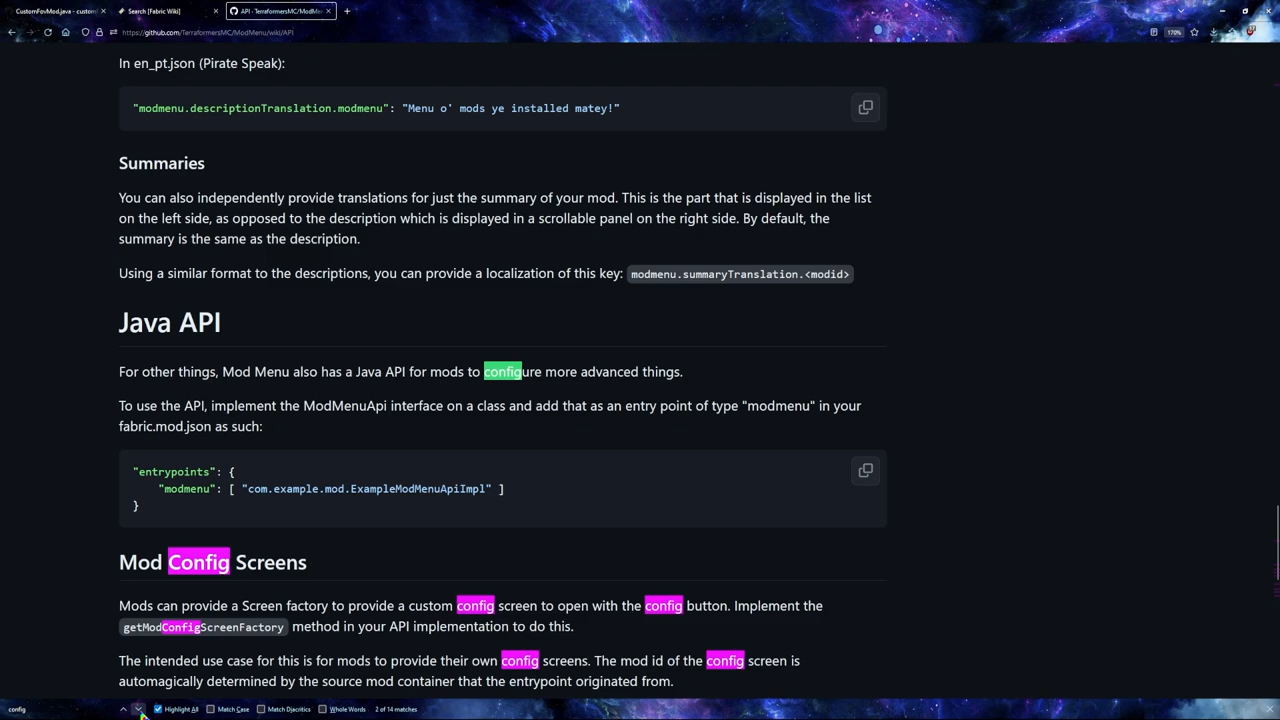 CustomFovMod.java - custom
Search [Fabric Wiki]
API · TerraformersMC/ModMen
https://github.com/TerraformersMC/ModMenu/wiki/API
170%
In en_pt.json (Pirate Speak):
"modmenu.descriptionTranslation.modmenu": "Menu o' mods ye installed matey!"
Summaries
You can also independently provide translations for just the summary of your mod. This is the part that is displayed in the list
on the left side, as opposed to the description which is displayed in a scrollable panel on the right side. By default, the
summary is the same as the description.
Using a similar format to the descriptions, you can provide a localization of this key: modmenu.summaryTranslation.<modid>
Java API
For other things, Mod Menu also has a Java API for mods to configure more advanced things.
To use the API, implement the ModMenuApi interface on a class and add that as an entry point of type "modmenu" in your
fabric.mod.json as such:
"entrypoints": {
"modmenu": [ "com.example.mod.ExampleModMenuApiImpl" ]
}
Mod Config Screens
Mods can provide a Screen factory to provide a custom config screen to open with the config button. Implement the
getModConfigScreenFactory method in your API implementation to do this.
The intended use case for this is for mods to provide their own config screens. The mod id of the config screen is
automagically determined by the source mod container that the entrypoint originated from.
config
Highlight All
Match Case
Match Diacritics
Whole Words
2 of 14 matches